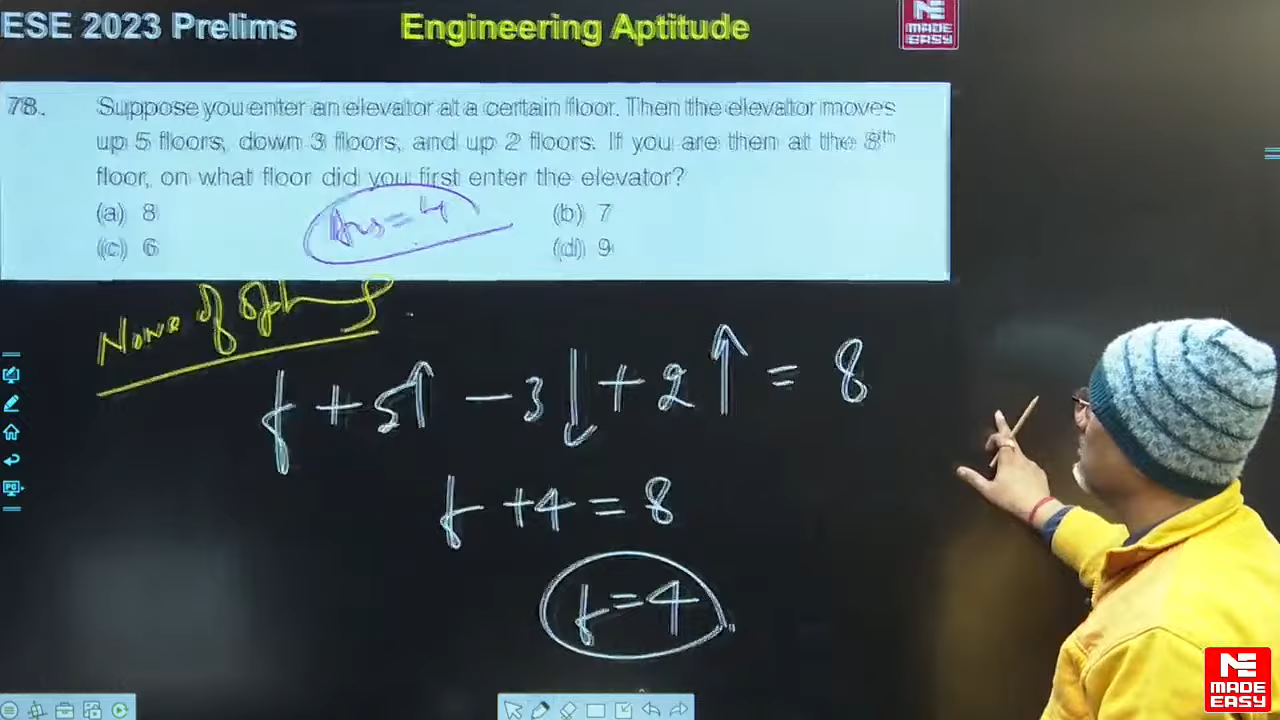 ESE 2023 Prelims
Engineering Aptitude
MADE
EASY
78. Suppose you enter an elevator at a certain floor. Then the elevator moves
up 5 floors, down 3 floors, and up 2 floors. If you are then at the 8th
floor, on what floor did you first enter the elevator?
(a) 8 (b) 7
(c) 6 (d) 9
Ans = 4
None of
f + 5↑ - 3↓ + 2↑ = 8
f + 4 = 8
f = 4
MADE
EASY